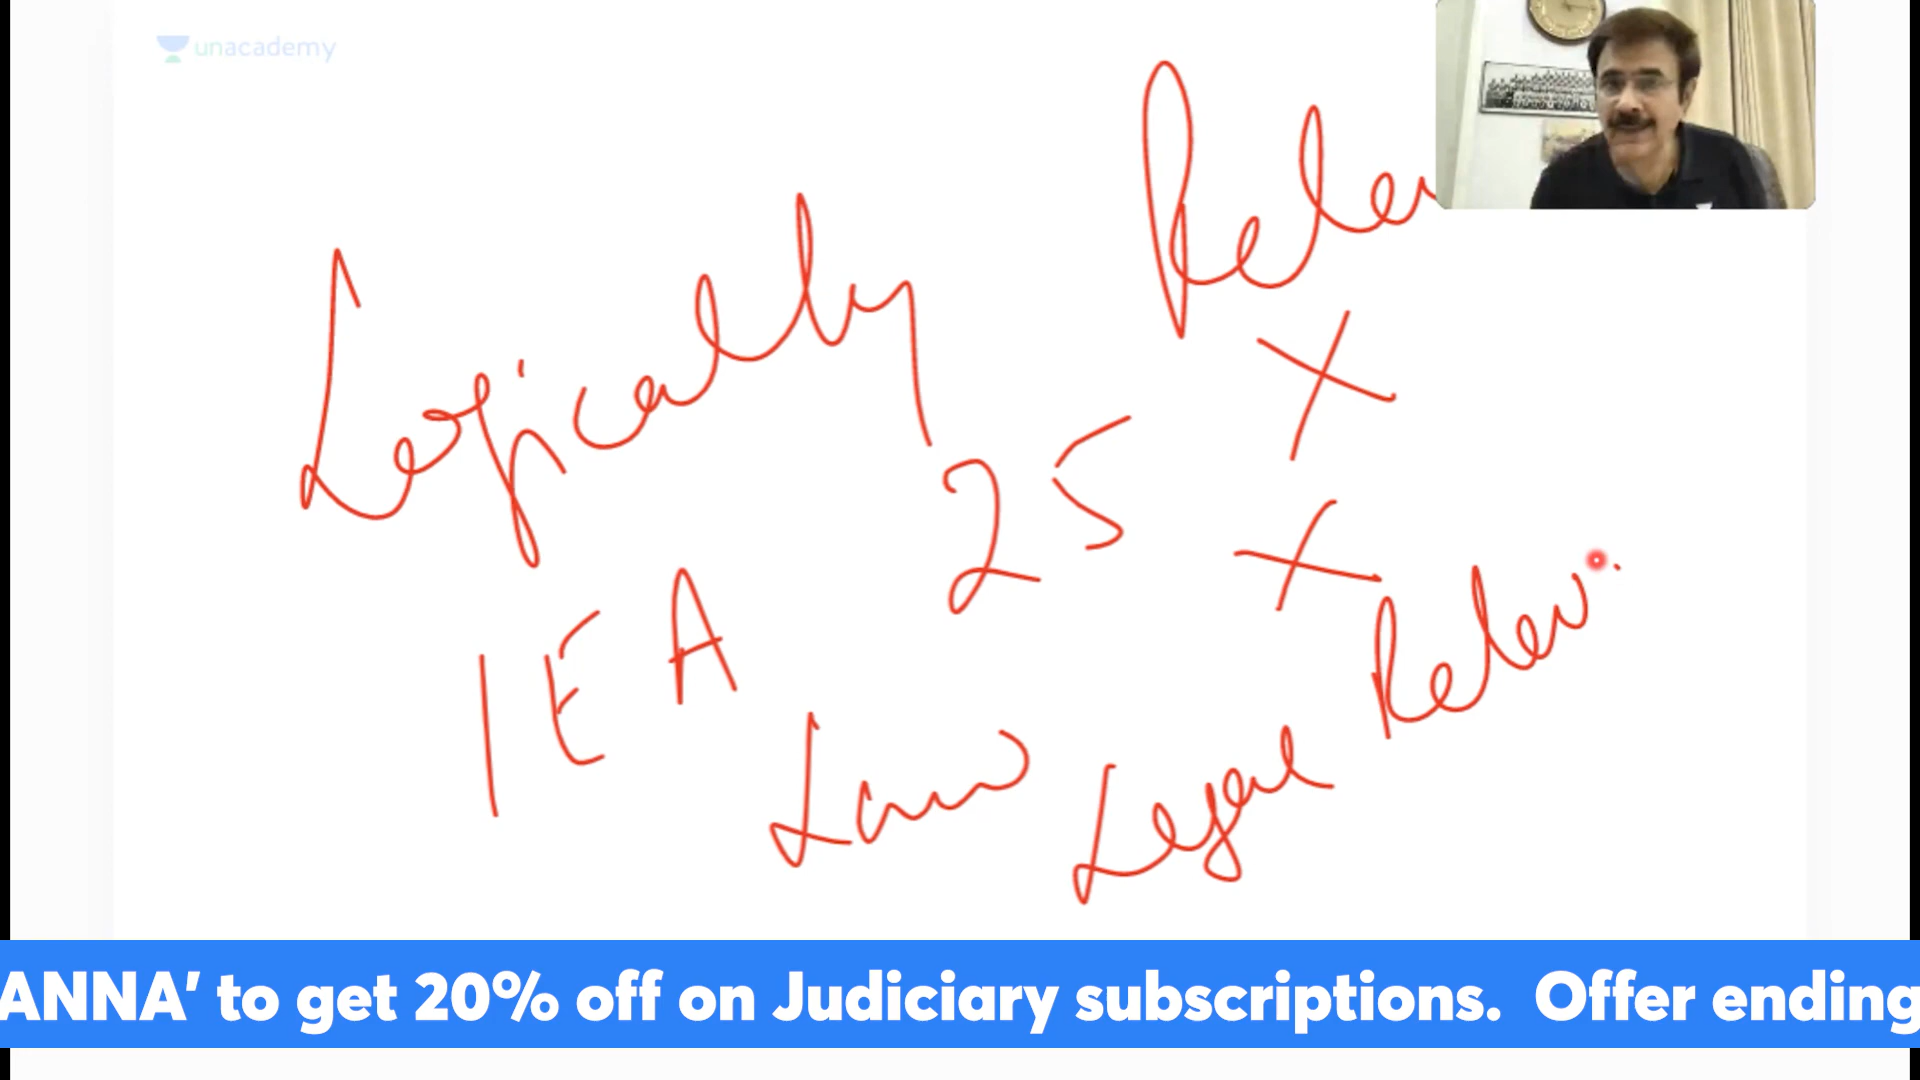 unacademy
Relev
Logically
25
IEA
Relev.
Law Legal
ANNA' to get 20% off on Judiciary subscriptions. Offer ending